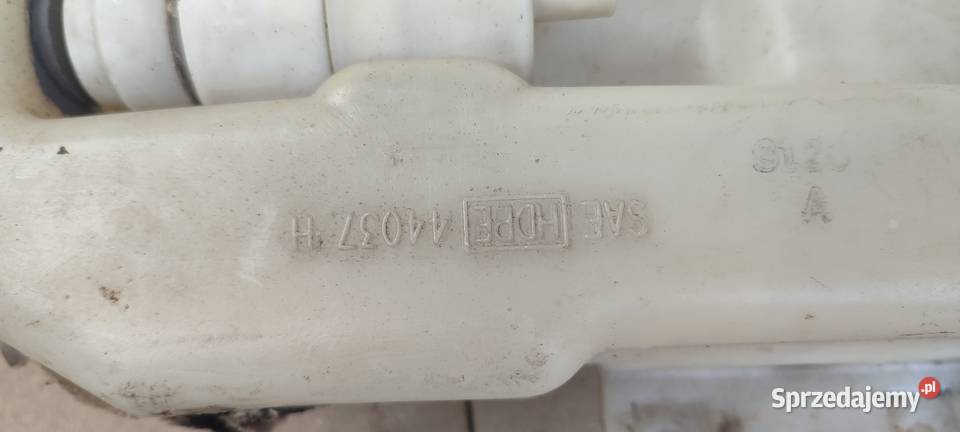 SAE HDPE 44037 H
A
Sprzedajemy.pl